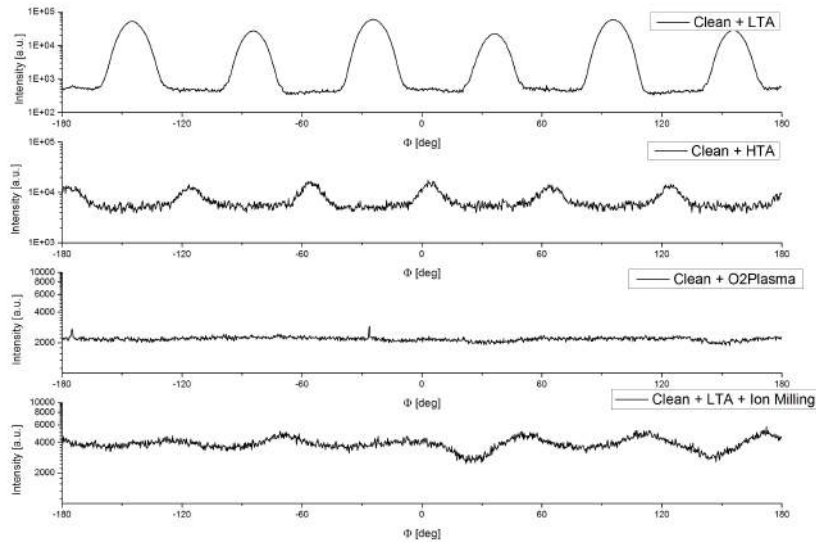 1E+05
Clean + LTA
1E+04
1E+03
1E+02
Intensity [a.u.]
-180 -120 -60 0 60 120 180
Φ [deg]
1E+05
Clean + HTA
1E+04
1E+03
Intensity [a.u.]
-180 -120 -60 0 60 120 180
Φ [deg]
10000
8000
6000
4000
2000
Clean + O2Plasma
Intensity [a.u.]
-180 -120 -60 0 60 120 180
Φ [deg]
10000
8000
6000
4000
2000
Clean + LTA + Ion Milling
Intensity [a.u.]
-180 -120 -60 0 60 120 180
Φ [deg]